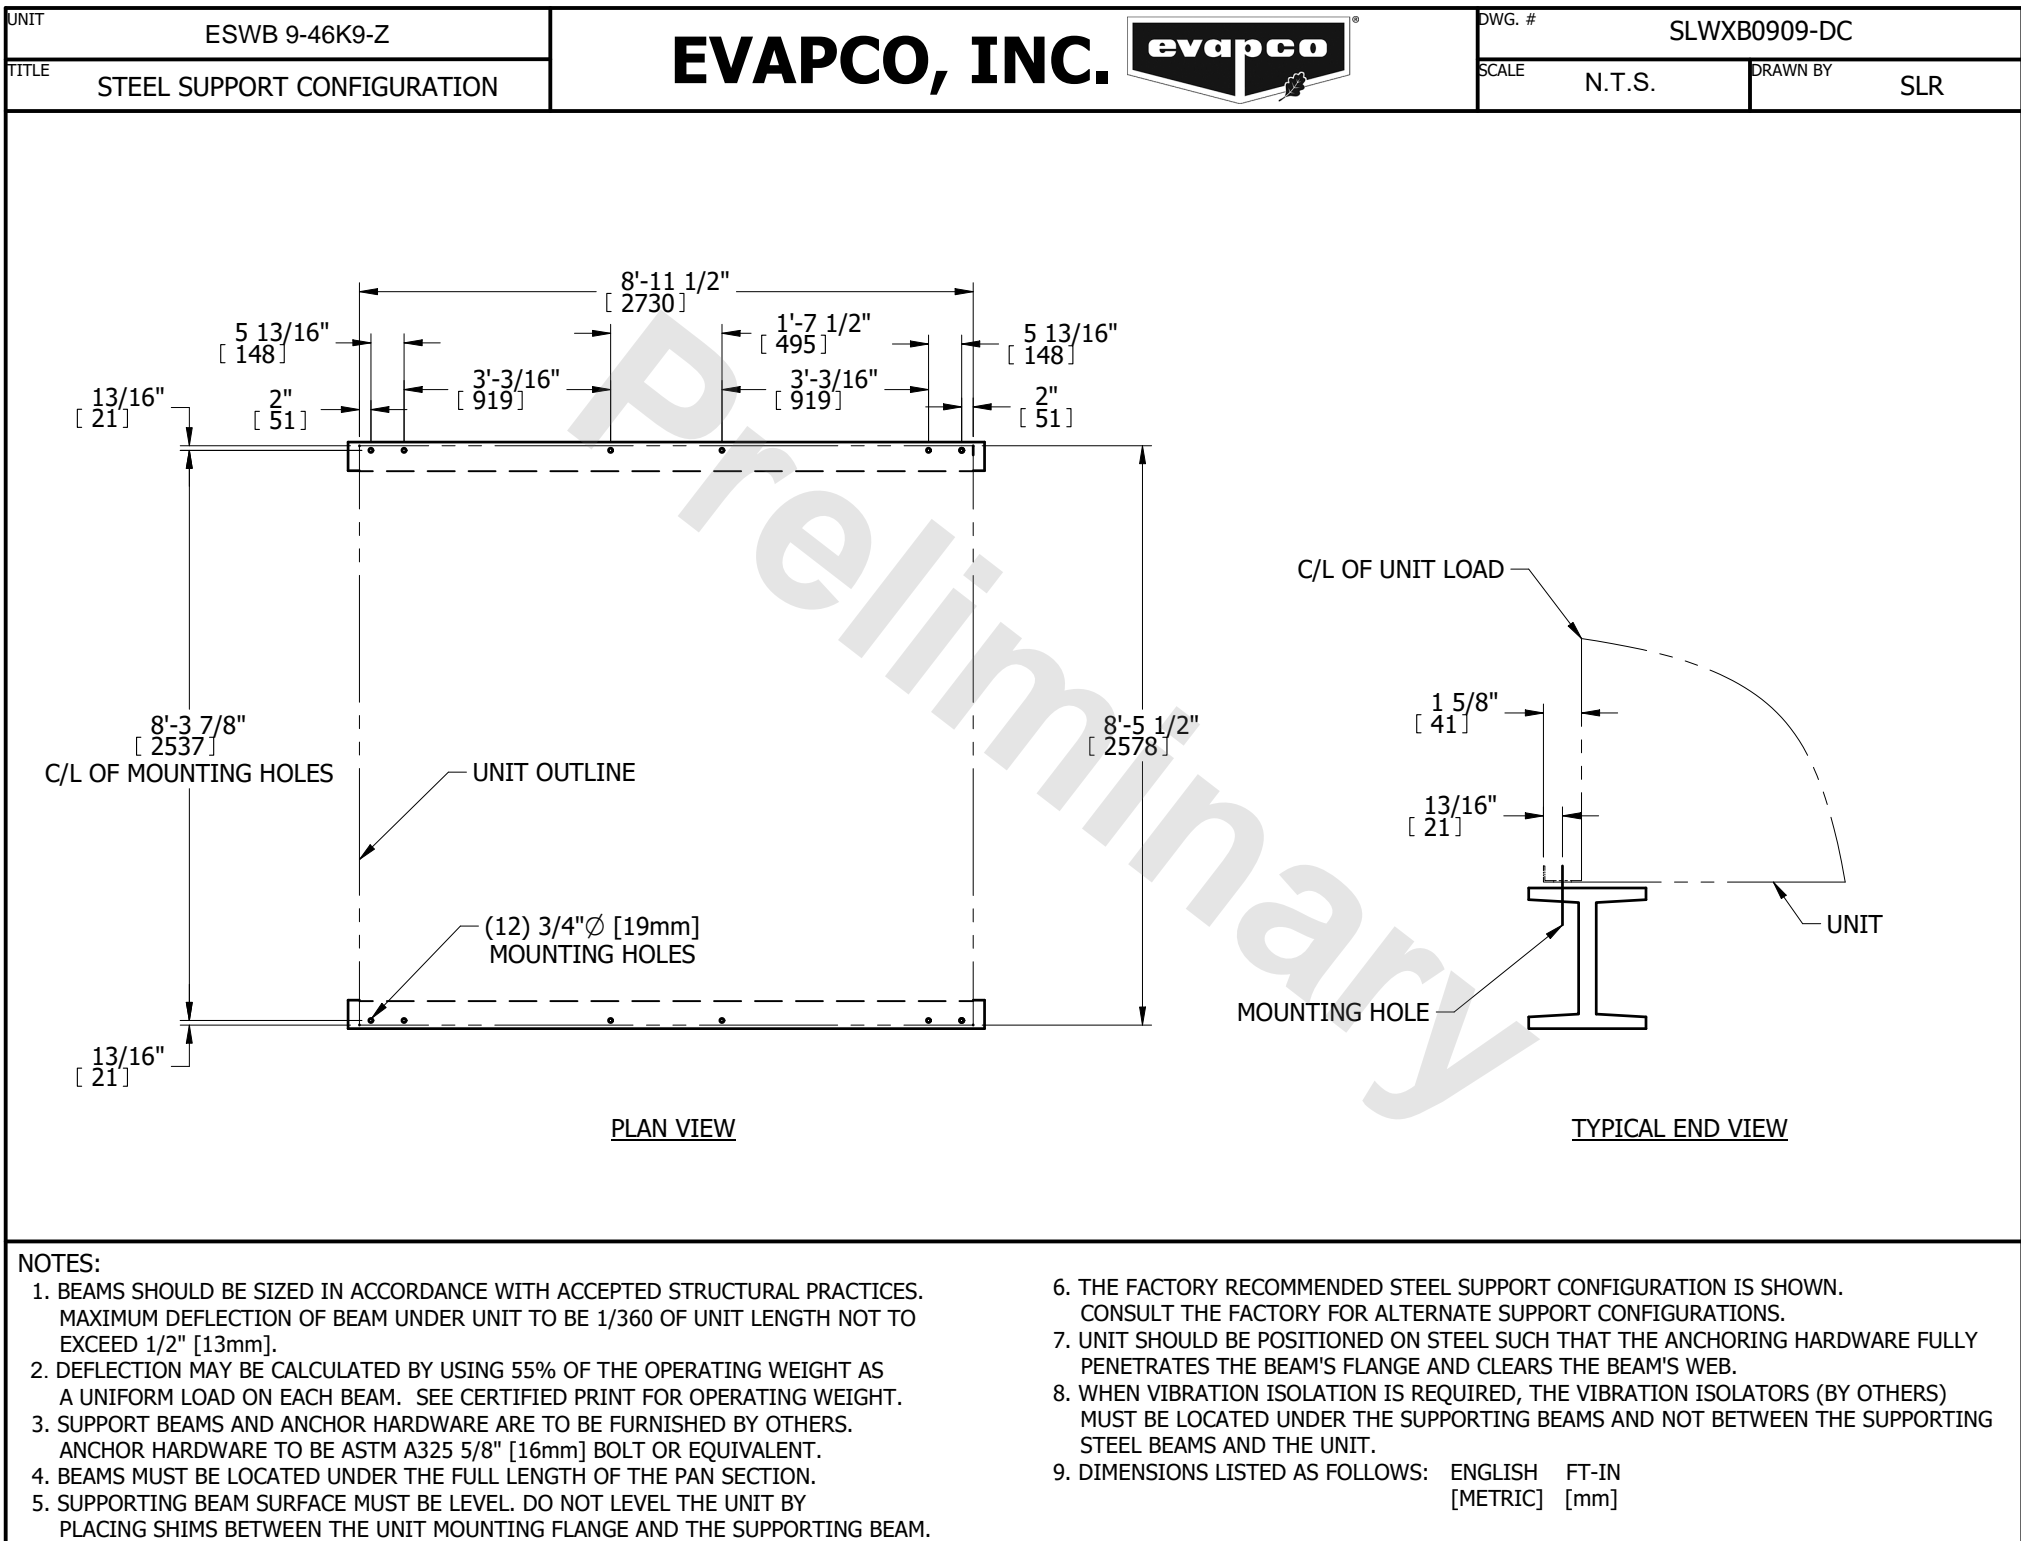 UNIT
ESWB 9-46K9-Z
TITLE
STEEL SUPPORT CONFIGURATION
EVAPCO, INC.
evapco
®
DWG. #
SLWXB0909-DC
SCALE
N.T.S.
DRAWN BY
SLR
8'-11 1/2"
[ 2730 ]
5 13/16"
[ 148 ]
1'-7 1/2"
[ 495 ]
5 13/16"
[ 148 ]
3'-3/16"
[ 919 ]
3'-3/16"
[ 919 ]
13/16"
[ 21 ]
2"
[ 51 ]
2"
[ 51 ]
8'-3 7/8"
[ 2537 ]
C/L OF MOUNTING HOLES
UNIT OUTLINE
8'-5 1/2"
[ 2578 ]
(12) 3/4"∅ [19mm]
MOUNTING HOLES
13/16"
[ 21 ]
PLAN VIEW
Preliminary
C/L OF UNIT LOAD
1 5/8"
[ 41 ]
13/16"
[ 21 ]
UNIT
MOUNTING HOLE
TYPICAL END VIEW
NOTES:
1. BEAMS SHOULD BE SIZED IN ACCORDANCE WITH ACCEPTED STRUCTURAL PRACTICES.
MAXIMUM DEFLECTION OF BEAM UNDER UNIT TO BE 1/360 OF UNIT LENGTH NOT TO
EXCEED 1/2" [13mm].
2. DEFLECTION MAY BE CALCULATED BY USING 55% OF THE OPERATING WEIGHT AS
A UNIFORM LOAD ON EACH BEAM.  SEE CERTIFIED PRINT FOR OPERATING WEIGHT.
3. SUPPORT BEAMS AND ANCHOR HARDWARE ARE TO BE FURNISHED BY OTHERS.
ANCHOR HARDWARE TO BE ASTM A325 5/8" [16mm] BOLT OR EQUIVALENT.
4. BEAMS MUST BE LOCATED UNDER THE FULL LENGTH OF THE PAN SECTION.
5. SUPPORTING BEAM SURFACE MUST BE LEVEL. DO NOT LEVEL THE UNIT BY
PLACING SHIMS BETWEEN THE UNIT MOUNTING FLANGE AND THE SUPPORTING BEAM.
6. THE FACTORY RECOMMENDED STEEL SUPPORT CONFIGURATION IS SHOWN.
CONSULT THE FACTORY FOR ALTERNATE SUPPORT CONFIGURATIONS.
7. UNIT SHOULD BE POSITIONED ON STEEL SUCH THAT THE ANCHORING HARDWARE FULLY
PENETRATES THE BEAM'S FLANGE AND CLEARS THE BEAM'S WEB.
8. WHEN VIBRATION ISOLATION IS REQUIRED, THE VIBRATION ISOLATORS (BY OTHERS)
MUST BE LOCATED UNDER THE SUPPORTING BEAMS AND NOT BETWEEN THE SUPPORTING
STEEL BEAMS AND THE UNIT.
9. DIMENSIONS LISTED AS FOLLOWS:   ENGLISH   FT-IN
[METRIC]   [mm]